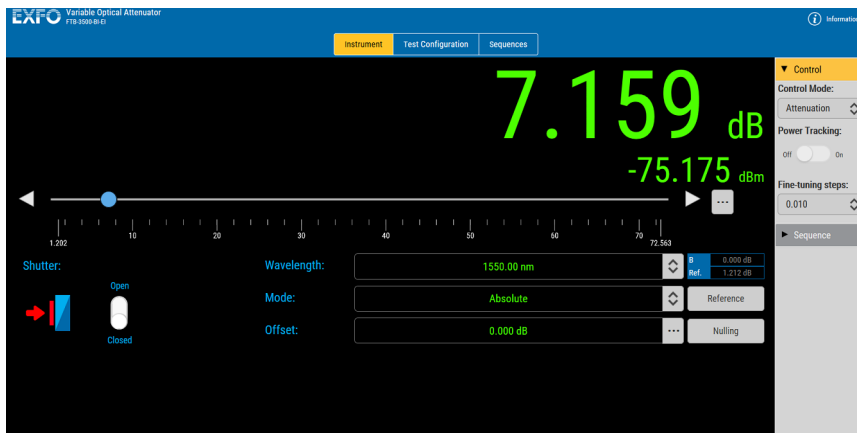 EXFO Variable Optical Attenuator
FTB-3500-BI-EI
Information
Instrument Test Configuration Sequences
7.159 dB
-75.175 dBm
...
1.202 10 20 30 40 50 60 70 72.563
Shutter:
Open
Closed
Wavelength: 1550.00 nm
B 0.000 dB
Ref. 1.212 dB
Mode: Absolute
Reference
Offset: 0.000 dB ...
Nulling
Control
Control Mode:
Attenuation
Power Tracking:
Off On
Fine-tuning steps:
0.010
Sequence